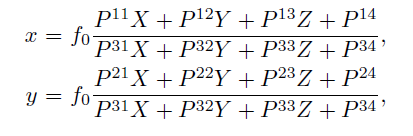 x = f_0 \frac{P^{11}X + P^{12}Y + P^{13}Z + P^{14}}{P^{31}X + P^{32}Y + P^{33}Z + P^{34}},
y = f_0 \frac{P^{21}X + P^{22}Y + P^{23}Z + P^{24}}{P^{31}X + P^{32}Y + P^{33}Z + P^{34}},